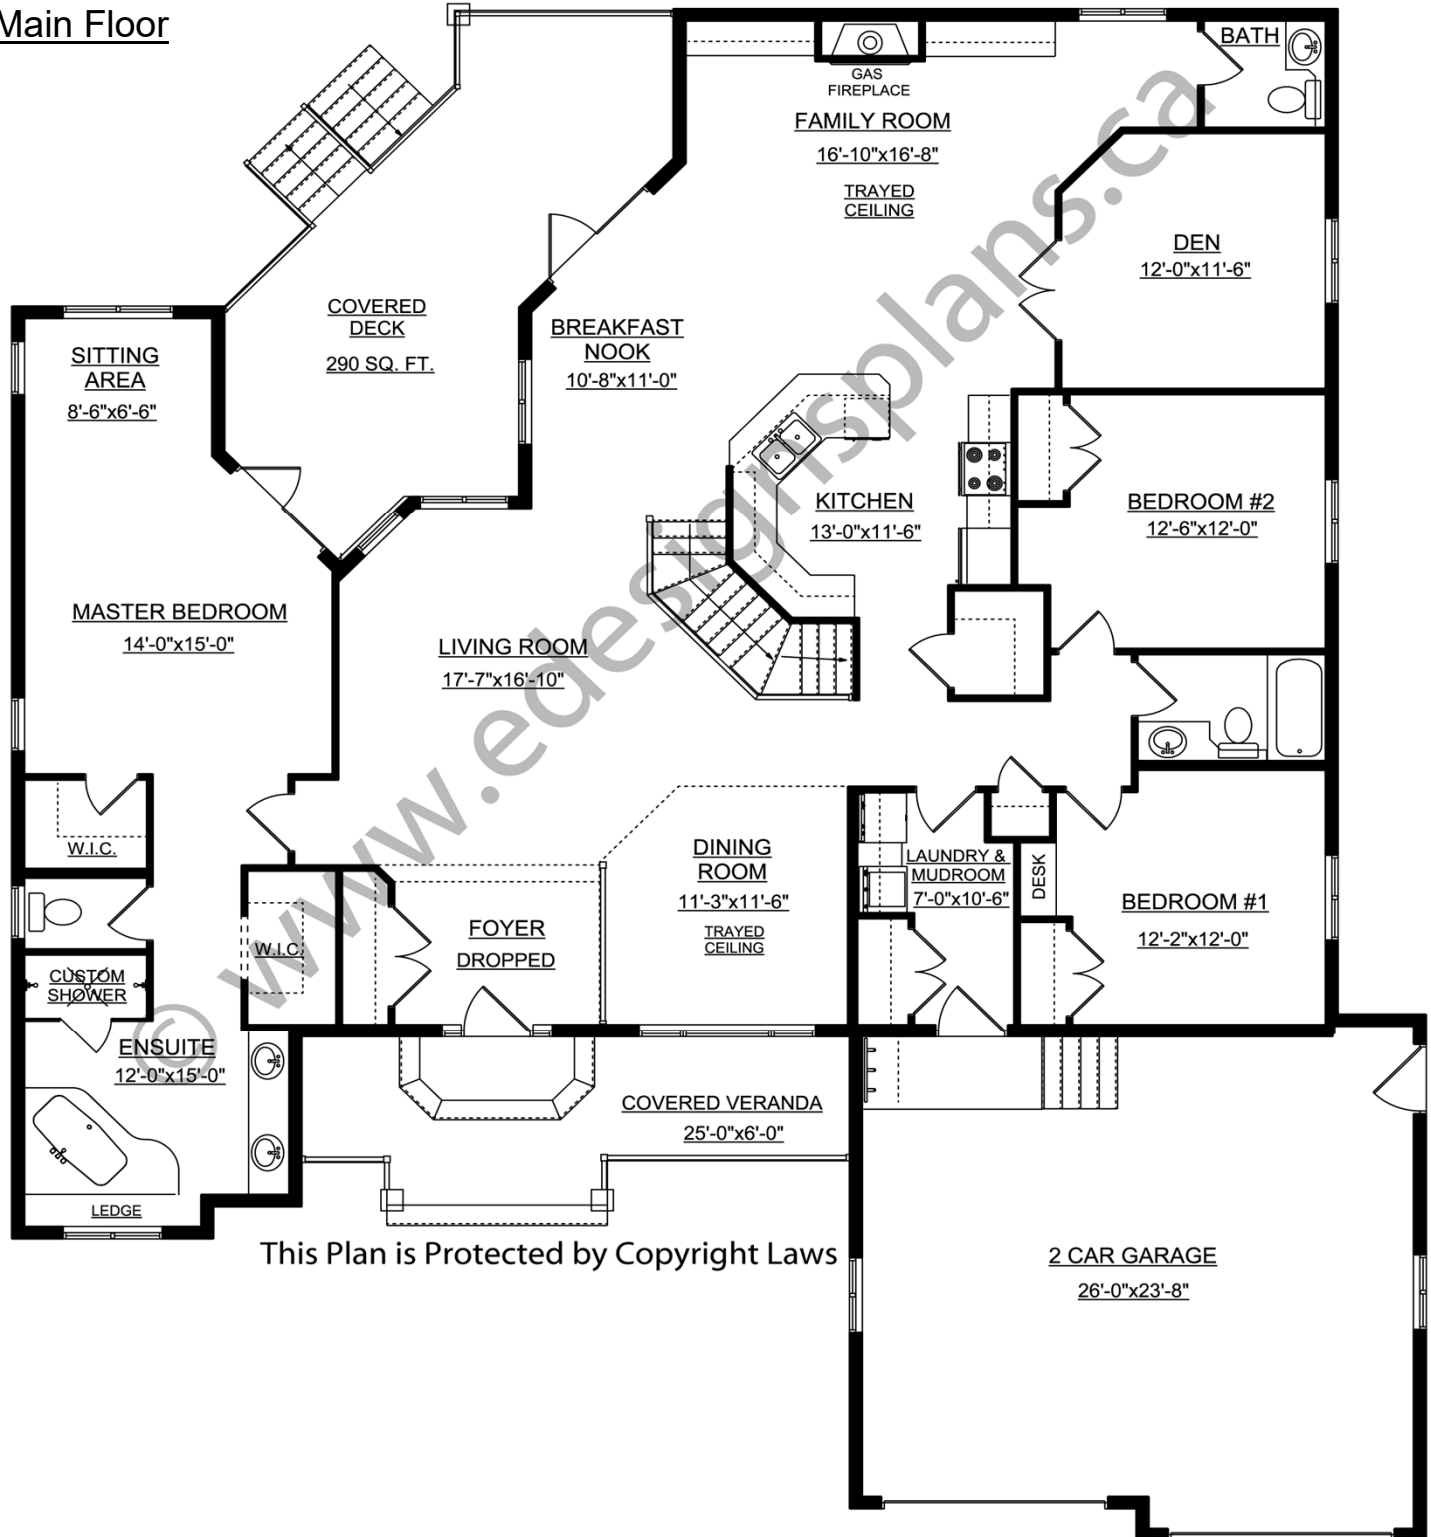 Main Floor
BATH
GAS
FIREPLACE
FAMILY ROOM
16'-10"x16'-8"
TRAYED
CEILING
DEN
12'-0"x11'-6"
COVERED
DECK
290 SQ. FT.
BREAKFAST
NOOK
10'-8"x11'-0"
SITTING
AREA
8'-6"x6'-6"
KITCHEN
13'-0"x11'-6"
BEDROOM #2
12'-6"x12'-0"
MASTER BEDROOM
14'-0"x15'-0"
LIVING ROOM
17'-7"x16'-10"
W.I.C.
DINING
ROOM
11'-3"x11'-6"
TRAYED
CEILING
LAUNDRY &
MUDROOM
7'-0"x10'-6"
DESK
BEDROOM #1
12'-2"x12'-0"
FOYER
DROPPED
W.I.C.
CUSTOM
SHOWER
ENSUITE
12'-0"x15'-0"
COVERED VERANDA
25'-0"x6'-0"
LEDGE
This Plan is Protected by Copyright Laws
2 CAR GARAGE
26'-0"x23'-8"
© www.edesignsplans.ca